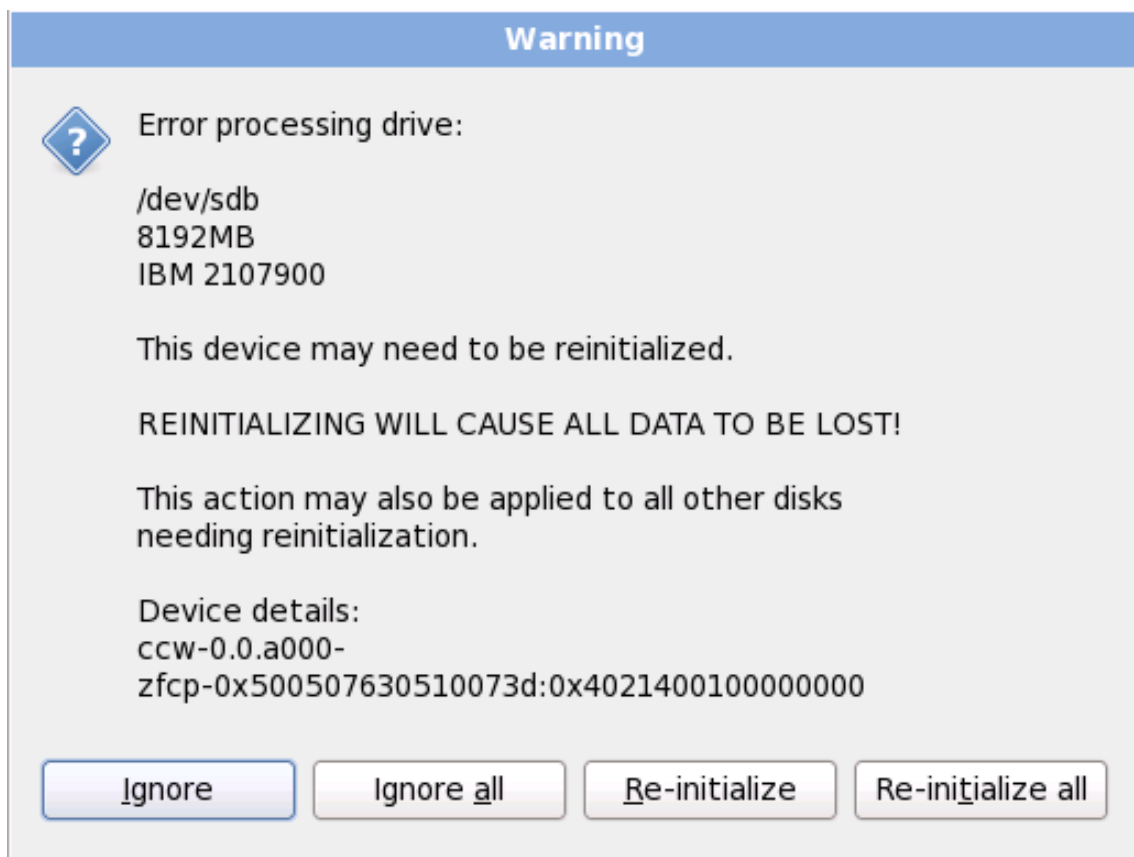 Warning
Error processing drive:
/dev/sdb
8192MB
IBM 2107900
This device may need to be reinitialized.
REINITIALIZING WILL CAUSE ALL DATA TO BE LOST!
This action may also be applied to all other disks
needing reinitialization.
Device details:
ccw-0.0.a000-
zfcp-0x500507630510073d:0x4021400100000000
Ignore Ignore all Re-initialize Re-initialize all